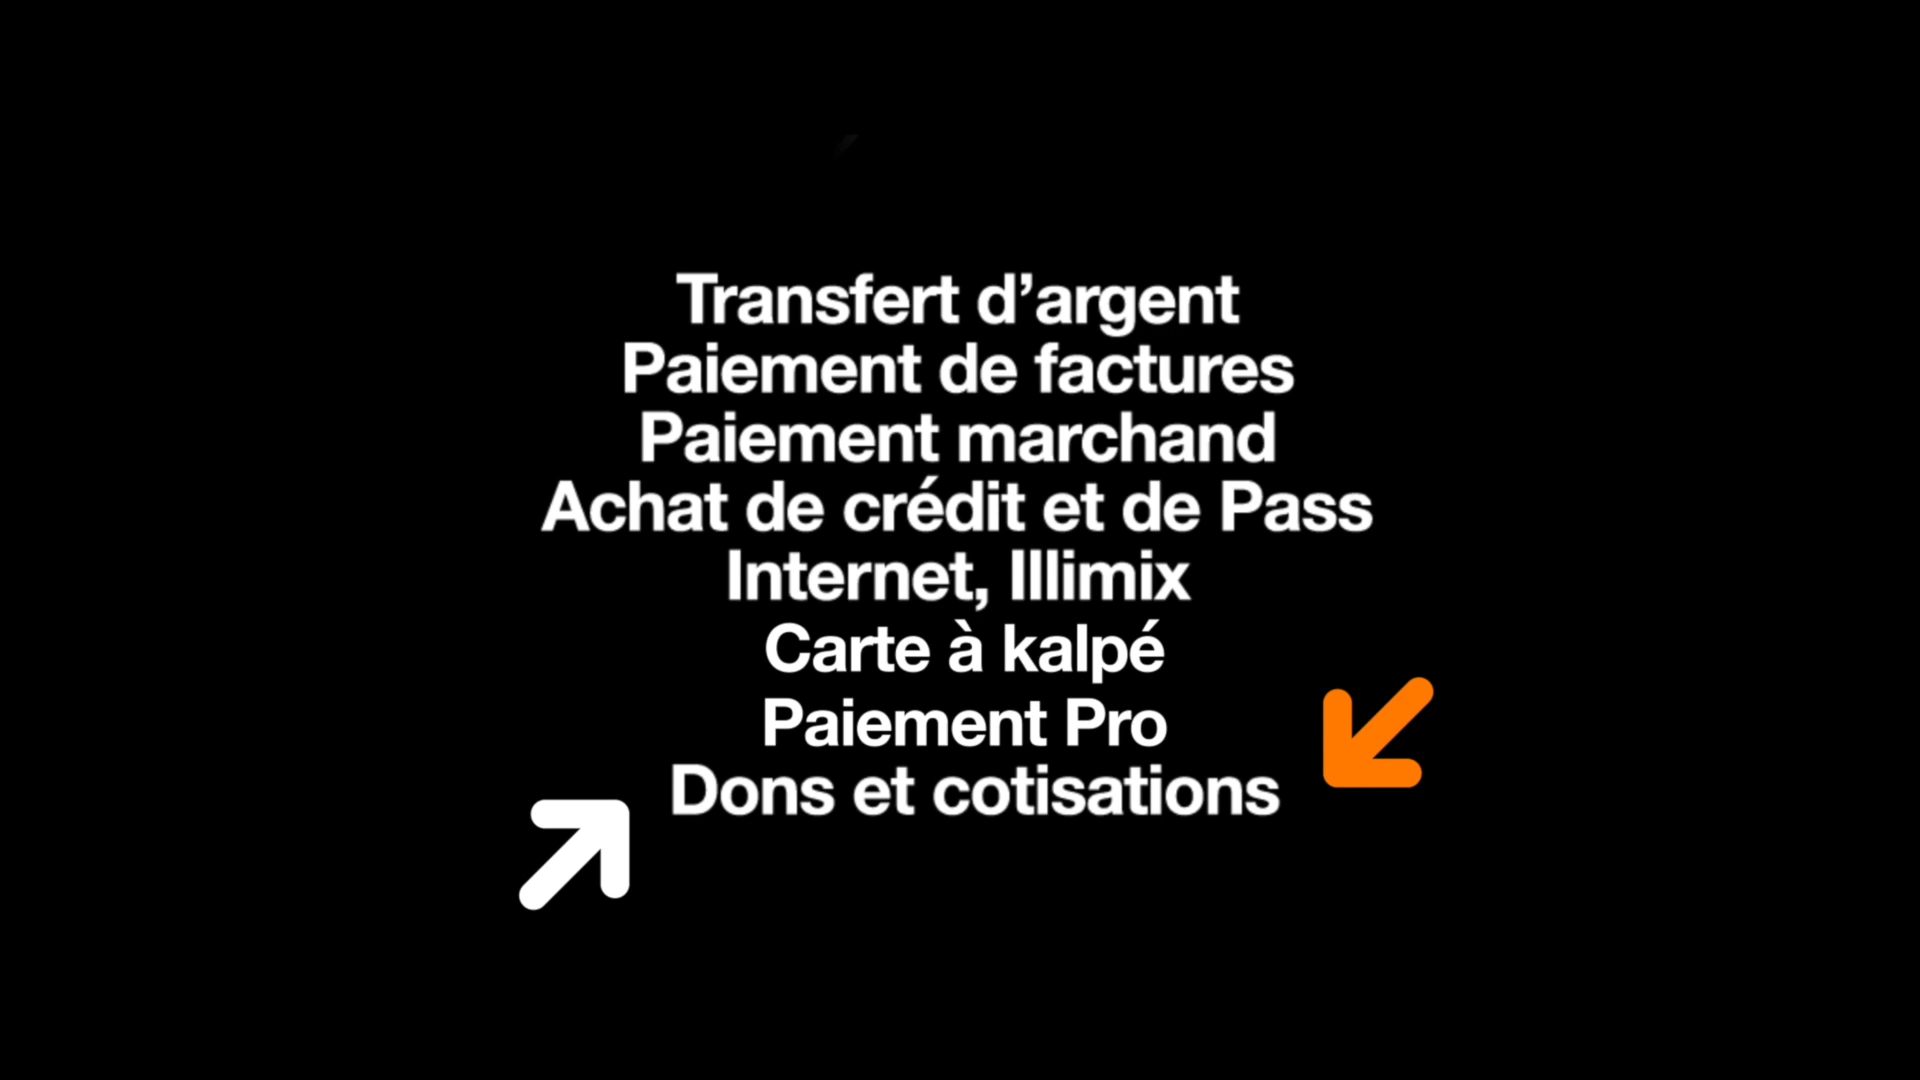 Transfert d’argent
Paiement de factures
Paiement marchand
Achat de crédit et de Pass
Internet, Illimix
Carte à kalpé
Paiement Pro
Dons et cotisations